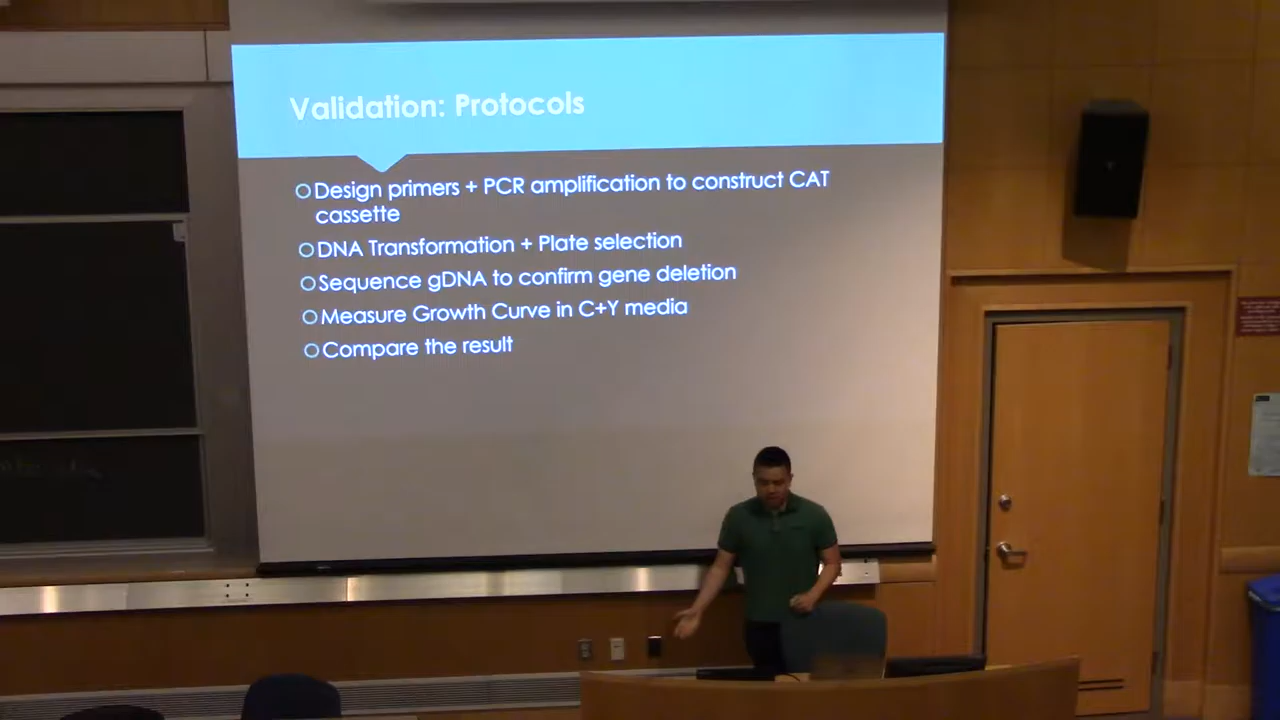 Validation: Protocols
Design primers + PCR amplification to construct CAT
cassette
DNA Transformation + Plate selection
Sequence gDNA to confirm gene deletion
Measure Growth Curve in C+Y media
Compare the result